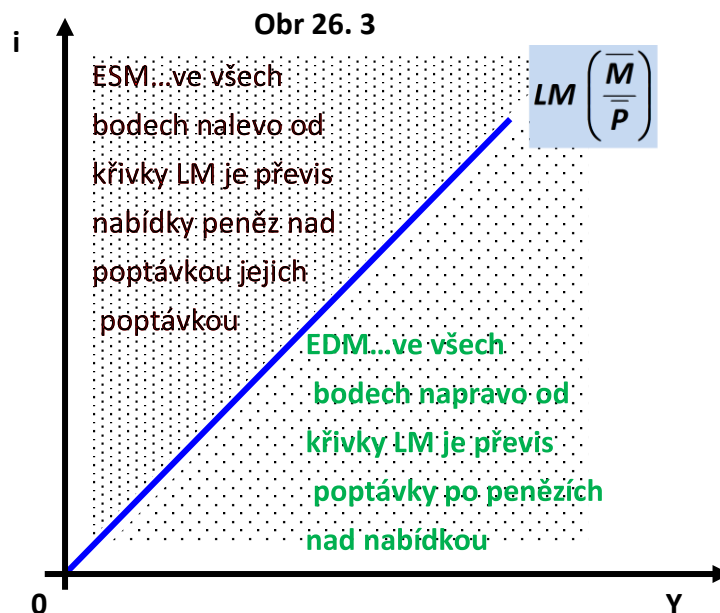 Obr 26. 3
i
ESM...ve všech
bodech nalevo od
křivky LM je převis
nabídky peněz nad
poptávkou jejich
poptávkou
LM (M̅/P̅)
EDM...ve všech
bodech napravo od
křivky LM je převis
poptávky po penězích
nad nabídkou
0
Y